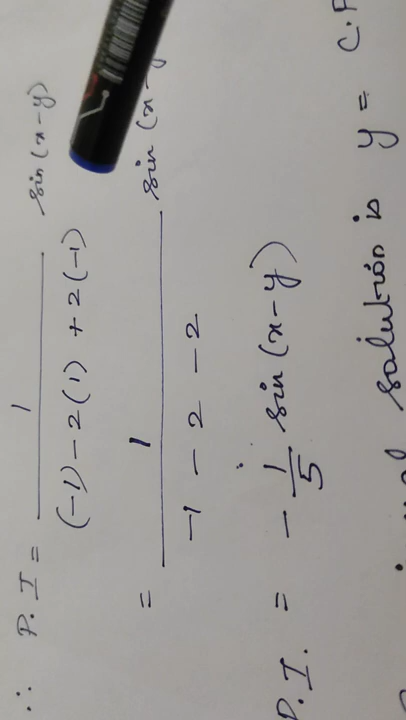 ∴ P.I = 1 / (-1) - 2(1) + 2(-1) sin(x-y)
= 1 / -1 - 2 - 2 sin(x-y
P.I. = - 1/5 sin(x-y)
solution is y = C.F